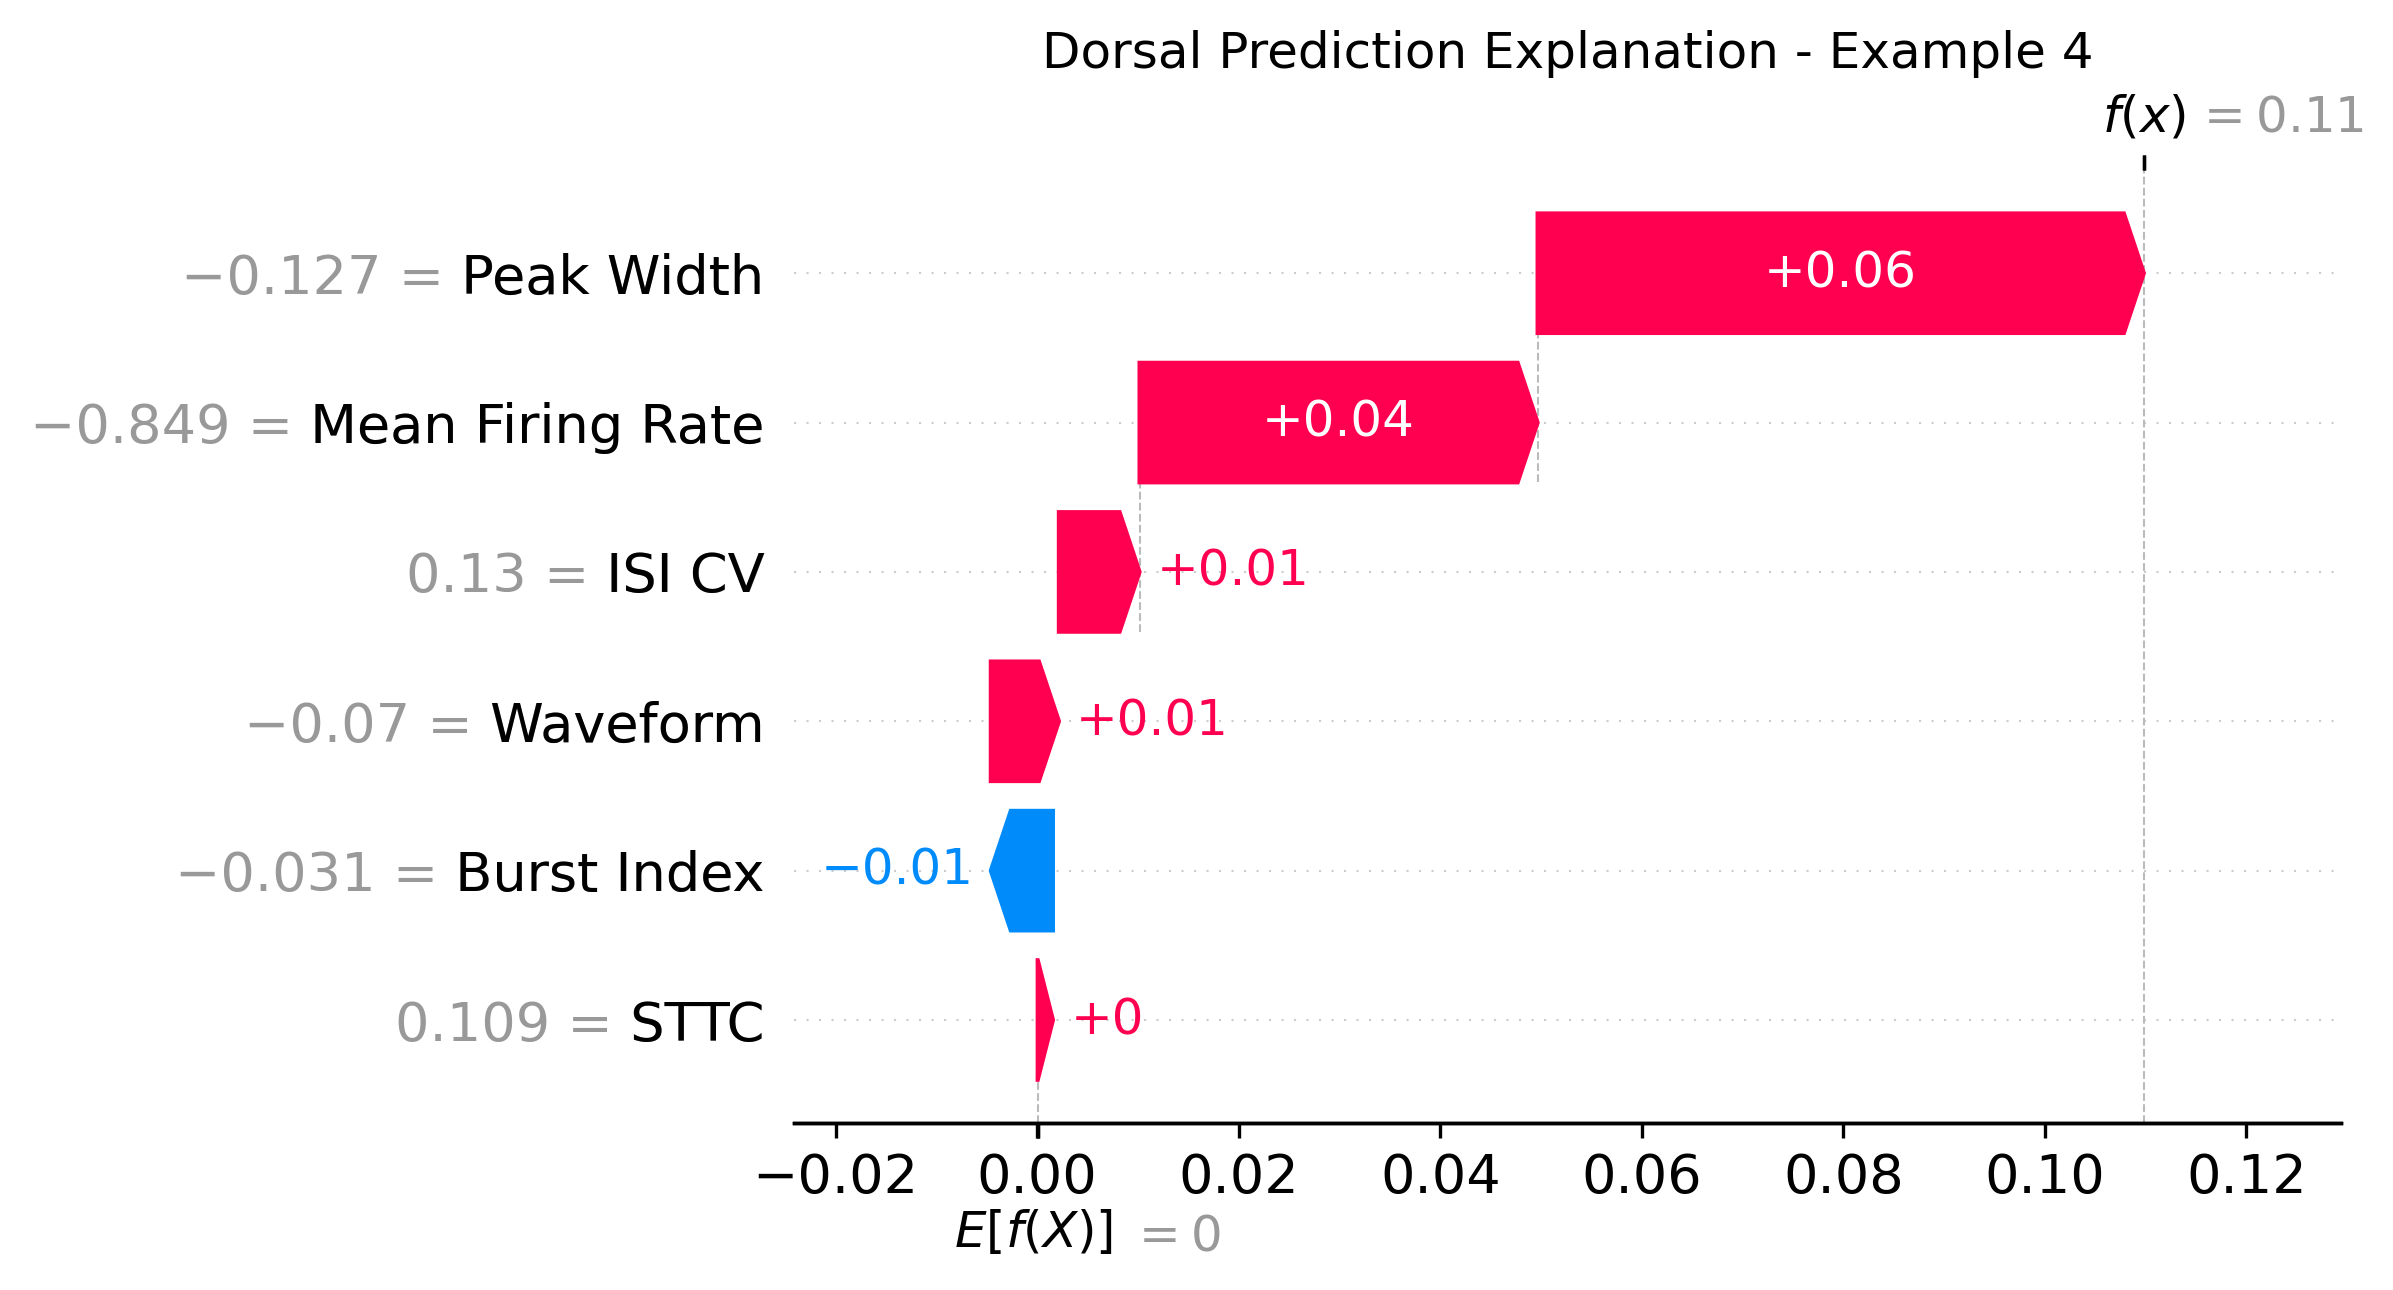 Dorsal Prediction Explanation - Example 4
f(x) = 0.11
−0.127 = Peak Width
+0.06
−0.849 = Mean Firing Rate
+0.04
0.13 = ISI CV
+0.01
−0.07 = Waveform
+0.01
−0.031 = Burst Index
−0.01
0.109 = STTC
+0
−0.02 0.00 0.02 0.04 0.06 0.08 0.10 0.12
E[f(X)] = 0